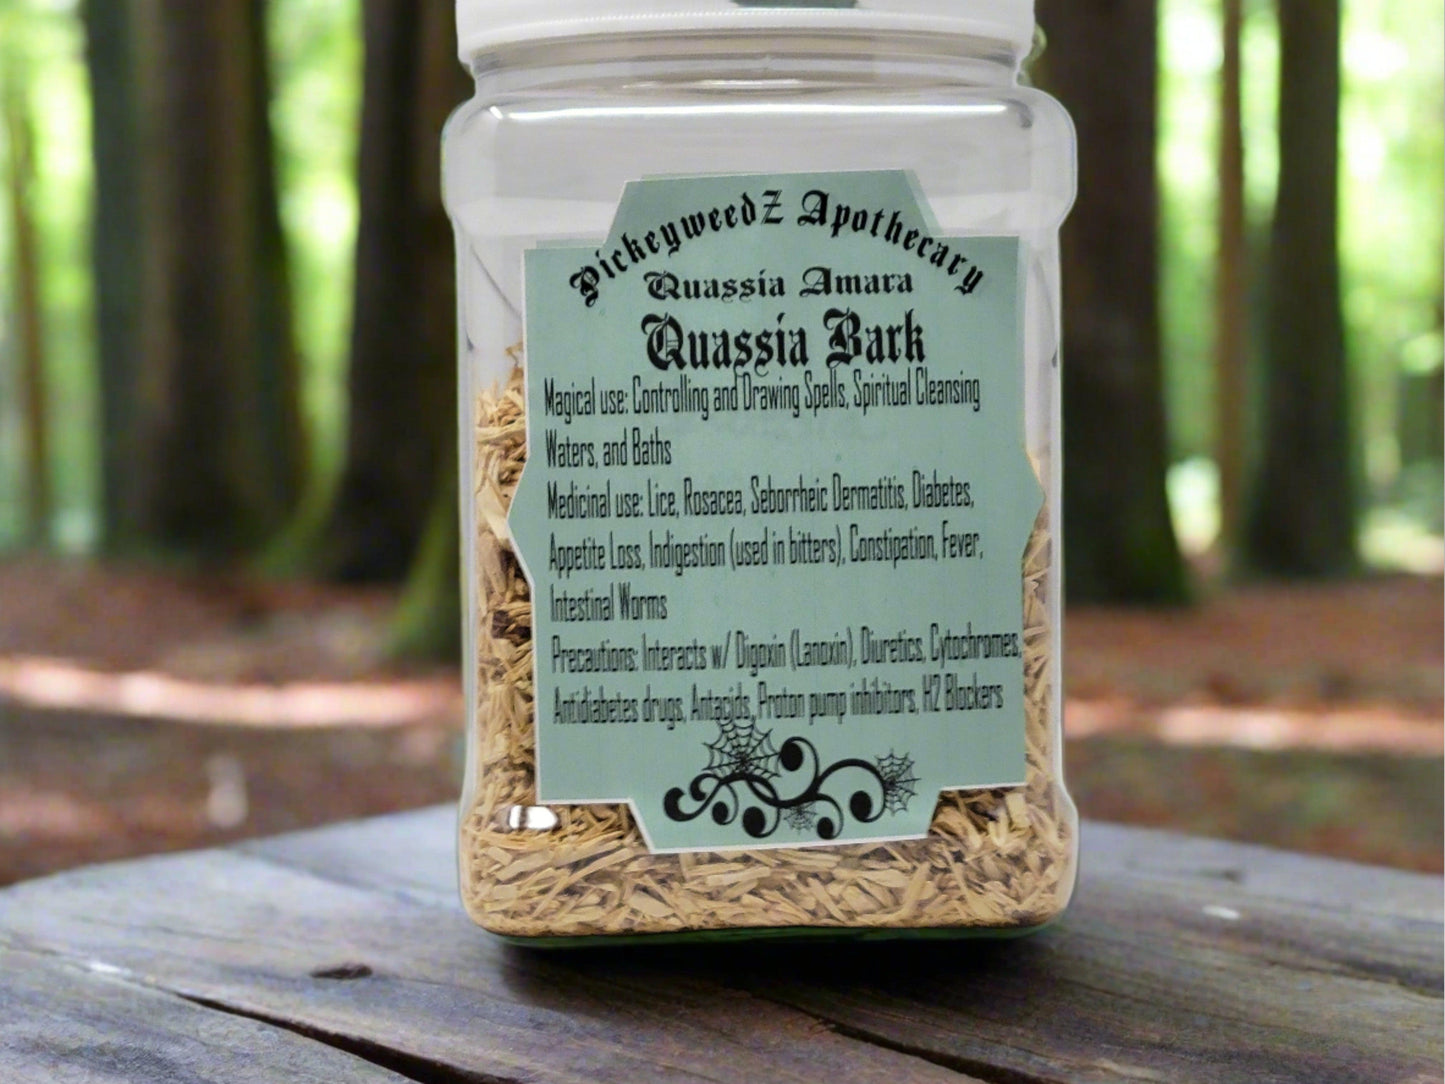 PickeyweedZ Apothecary
Quassia Amara
Quassia Bark
Magical use: Controlling and Drawing Spells, Spiritual Cleansing
Waters, and Baths
Medicinal use: Lice, Rosacea, Seborrheic Dermatitis, Diabetes,
Appetite Loss, Indigestion (used in bitters), Constipation, Fever,
Intestinal Worms
Precautions: Interacts w/ Digoxin (Lanoxin), Diuretics, Cytochromes,
Antidiabetes drugs, Antacids, Proton pump inhibitors, H2 Blockers